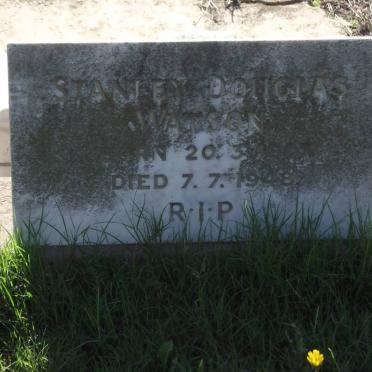 STANLEY DOUGLAS
WATSON
20.3.
DIED 7.7.1948
R·I·P